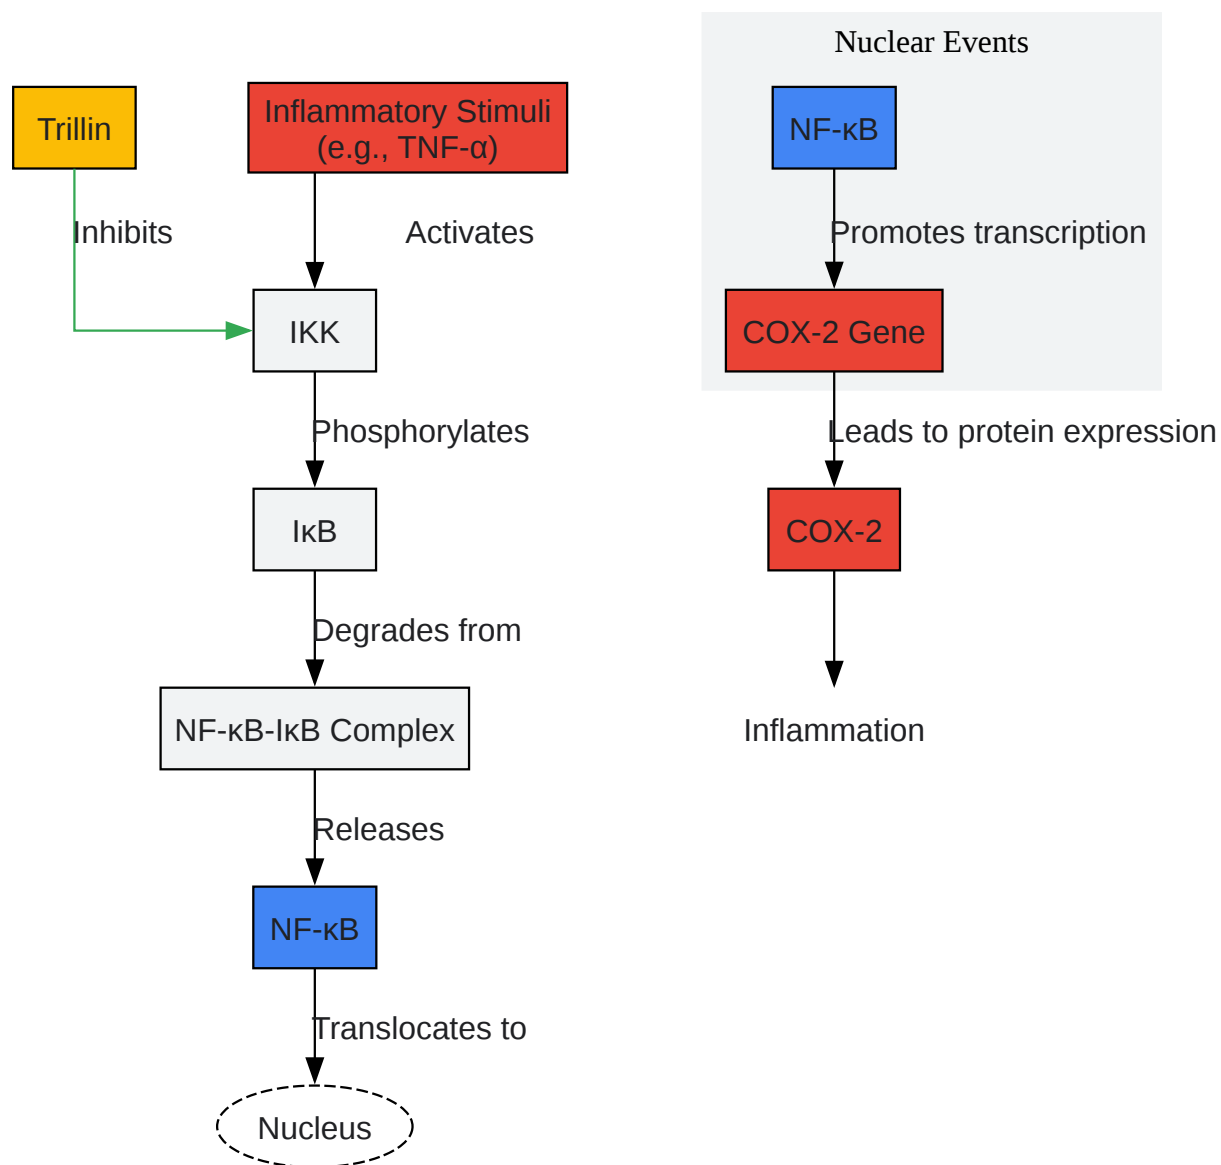 Nuclear Events
Trillin
Inflammatory Stimuli
(e.g., TNF-α)
NF-κB
Inhibits
Activates
Promotes transcription
IKK
COX-2 Gene
Phosphorylates
Leads to protein expression
IκB
COX-2
Degrades from
NF-κB-IκB Complex
Inflammation
Releases
NF-κB
Translocates to
Nucleus